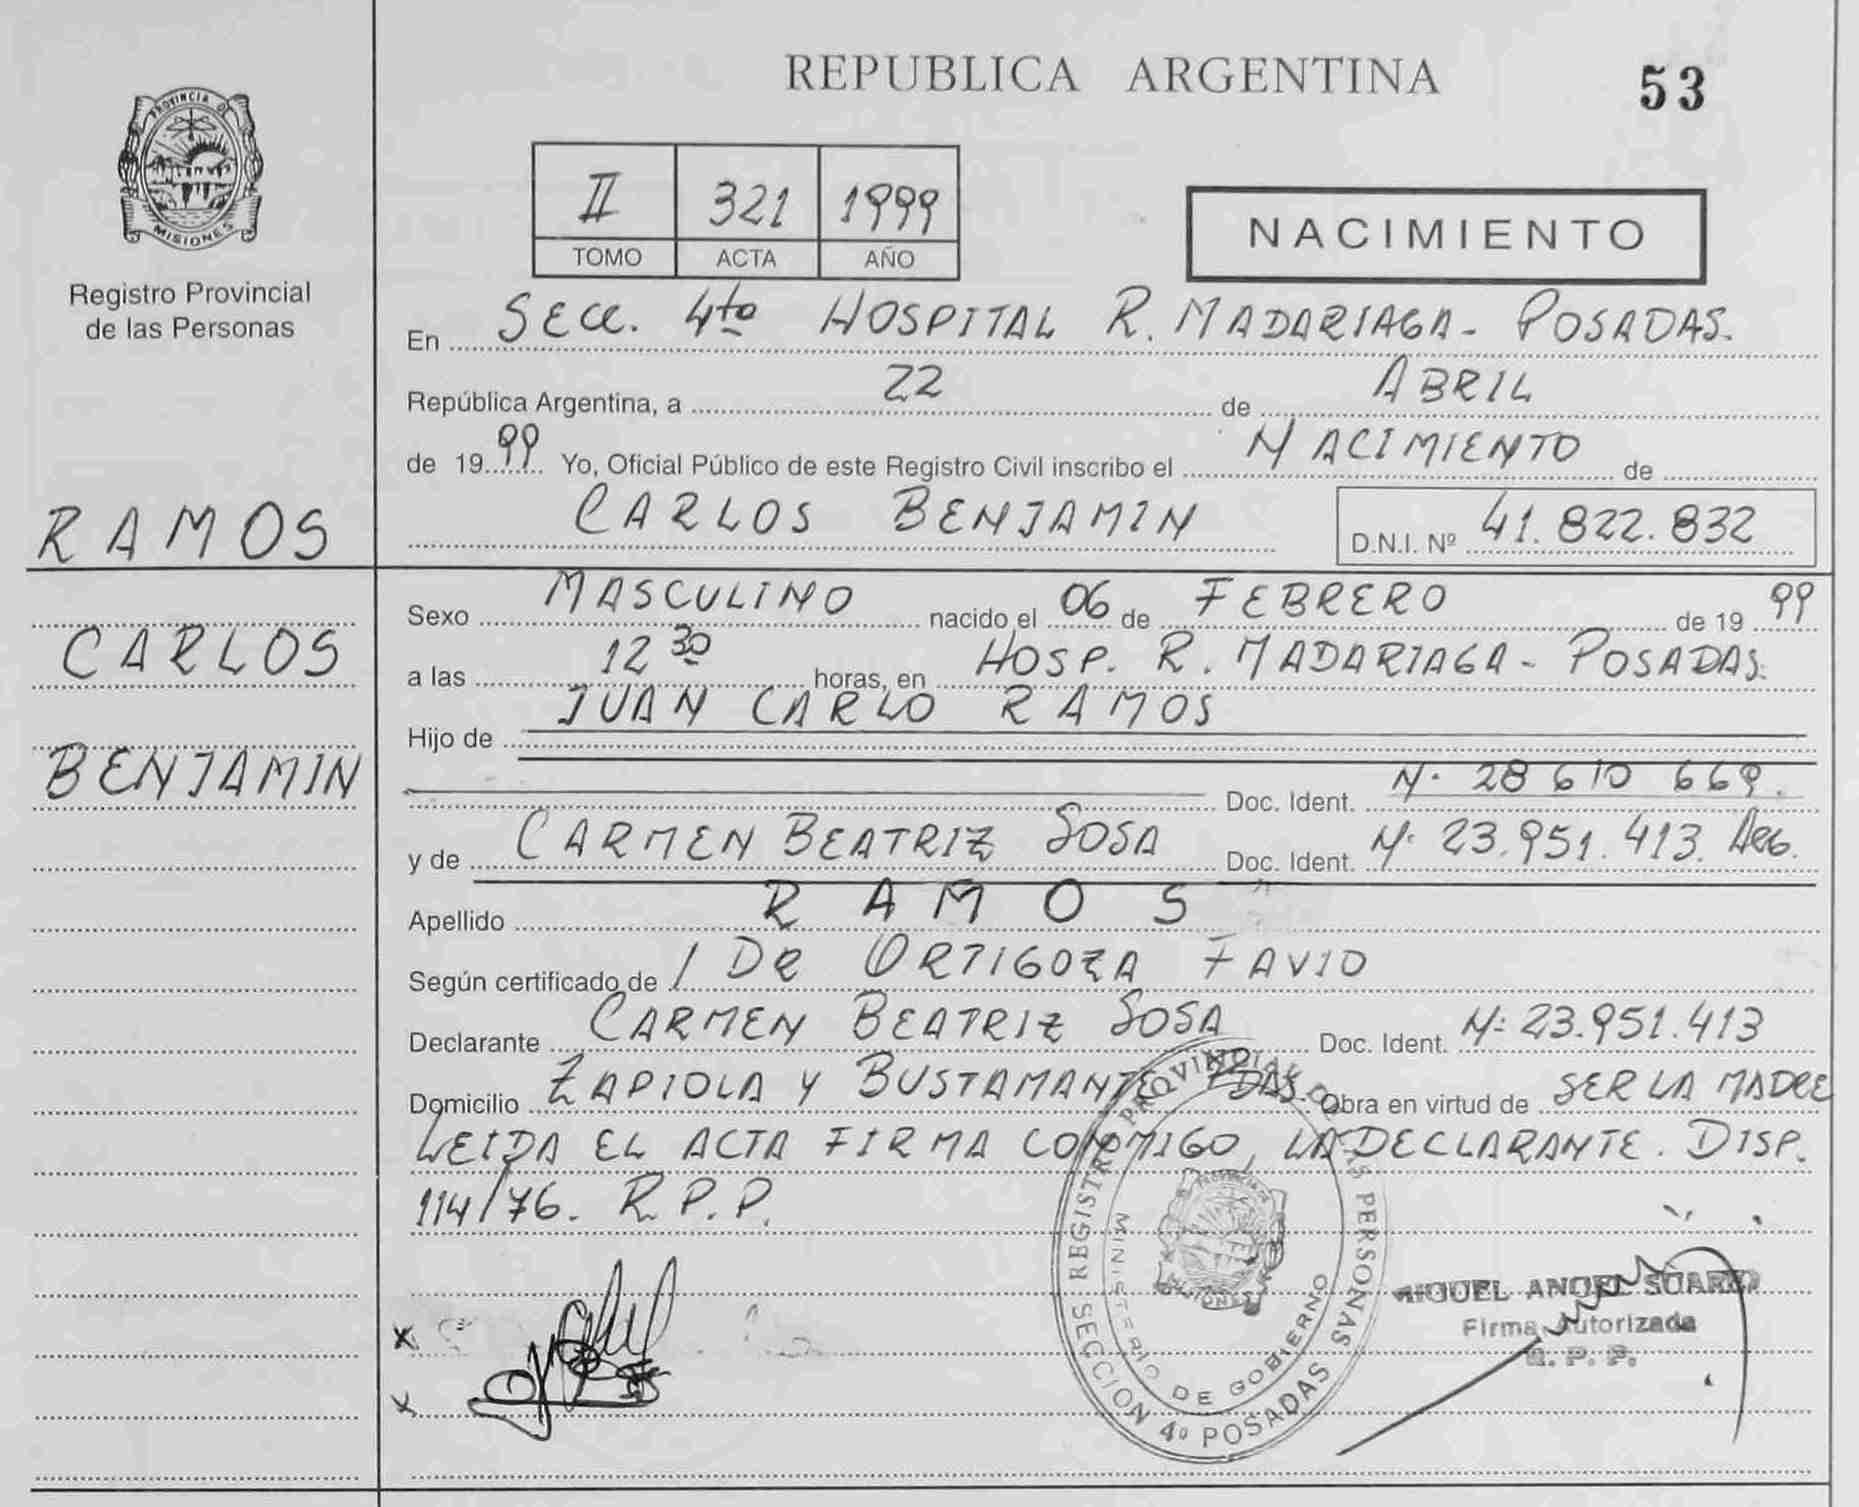 REPUBLICA ARGENTINA
53
PROVINCIA DE
MISIONES
Registro Provincial
de las Personas
II 321 1999
TOMO ACTA AÑO
NACIMIENTO
En SECC. 4ta HOSPITAL R. MADARIAGA - POSADAS.
República Argentina, a 22 de ABRIL
de 1999 Yo, Oficial Público de este Registro Civil inscribo el NACIMIENTO de
CARLOS BENJAMIN D.N.I. Nº 41.822.832
RAMOS
CARLOS
BENJAMIN
Sexo MASCULINO nacido el 06 de FEBRERO de 1999
a las 12 30 horas, en HOSP. R. MADARIAGA - POSADAS.
Hijo de JUAN CARLO RAMOS
Doc. Ident. N· 28 610 669.
y de CARMEN BEATRIZ SOSA Doc. Ident. N· 23.951.413. ARG.
Apellido RAMOS
Según certificado de / DR ORTIGOZA FAVIO
Declarante CARMEN BEATRIZ SOSA Doc. Ident. N: 23.951.413
Domicilio ZAPIOLA Y BUSTAMANTE PDAS. Obra en virtud de SER LA MADRE
LEIDA EL ACTA FIRMA CONMIGO, LA DECLARANTE. DISP.
114/76. R.P.P.
REGISTRO PROVINCIAL DE LAS PERSONAS
MINISTERIO DE GOBIERNO
SECCION 4º POSADAS
MIGUEL ANGEL SUAREZ
Firma Autorizada
R. P. P.
X
X